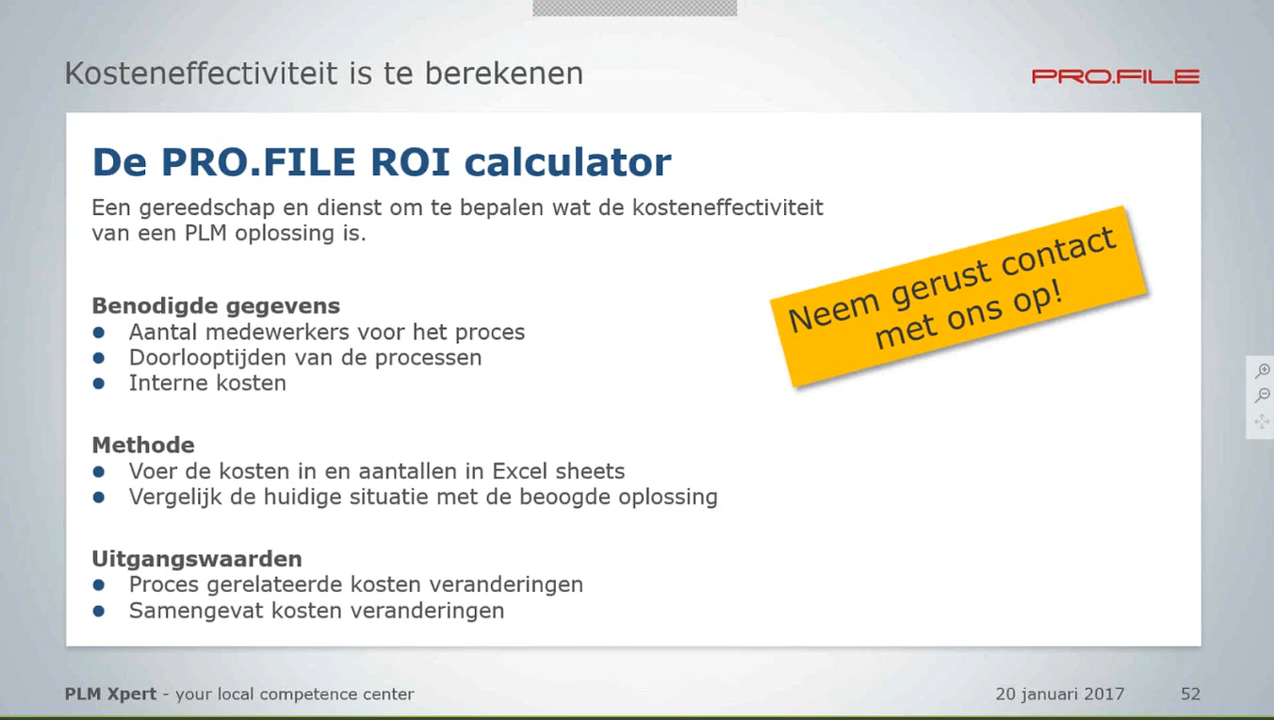 Kosteneffectiviteit is te berekenen
PRO.FILE
De PRO.FILE ROI calculator
Een gereedschap en dienst om te bepalen wat de kosteneffectiviteit
van een PLM oplossing is.
Neem gerust contact
met ons op!
Benodigde gegevens
● Aantal medewerkers voor het proces
● Doorlooptijden van de processen
● Interne kosten
Methode
● Voer de kosten in en aantallen in Excel sheets
● Vergelijk de huidige situatie met de beoogde oplossing
Uitgangswaarden
● Proces gerelateerde kosten veranderingen
● Samengevat kosten veranderingen
PLM Xpert - your local competence center
20 januari 2017
52